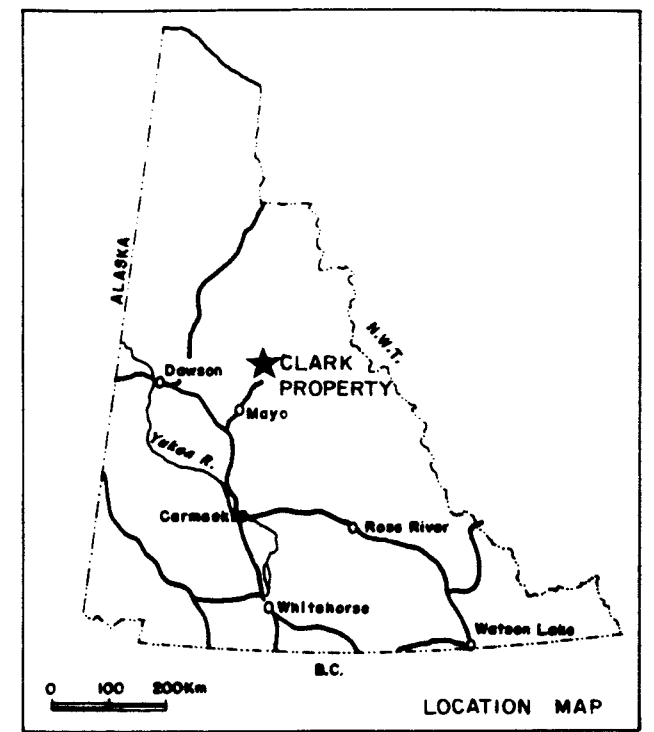 ALASKA
N.W.T.
Dawson
CLARK
PROPERTY
Mayo
Yukon R.
Carmacks
Ross River
Whitehorse
Watson Lake
B.C.
0 100 200Km
LOCATION MAP